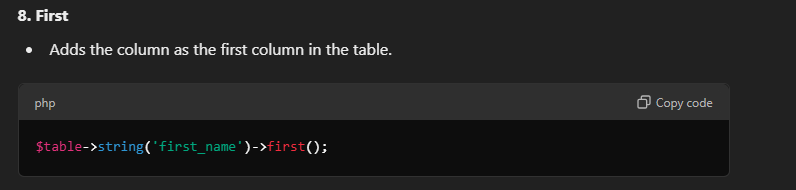 8. First
• Adds the column as the first column in the table.
php
Copy code
$table->string('first_name')->first();